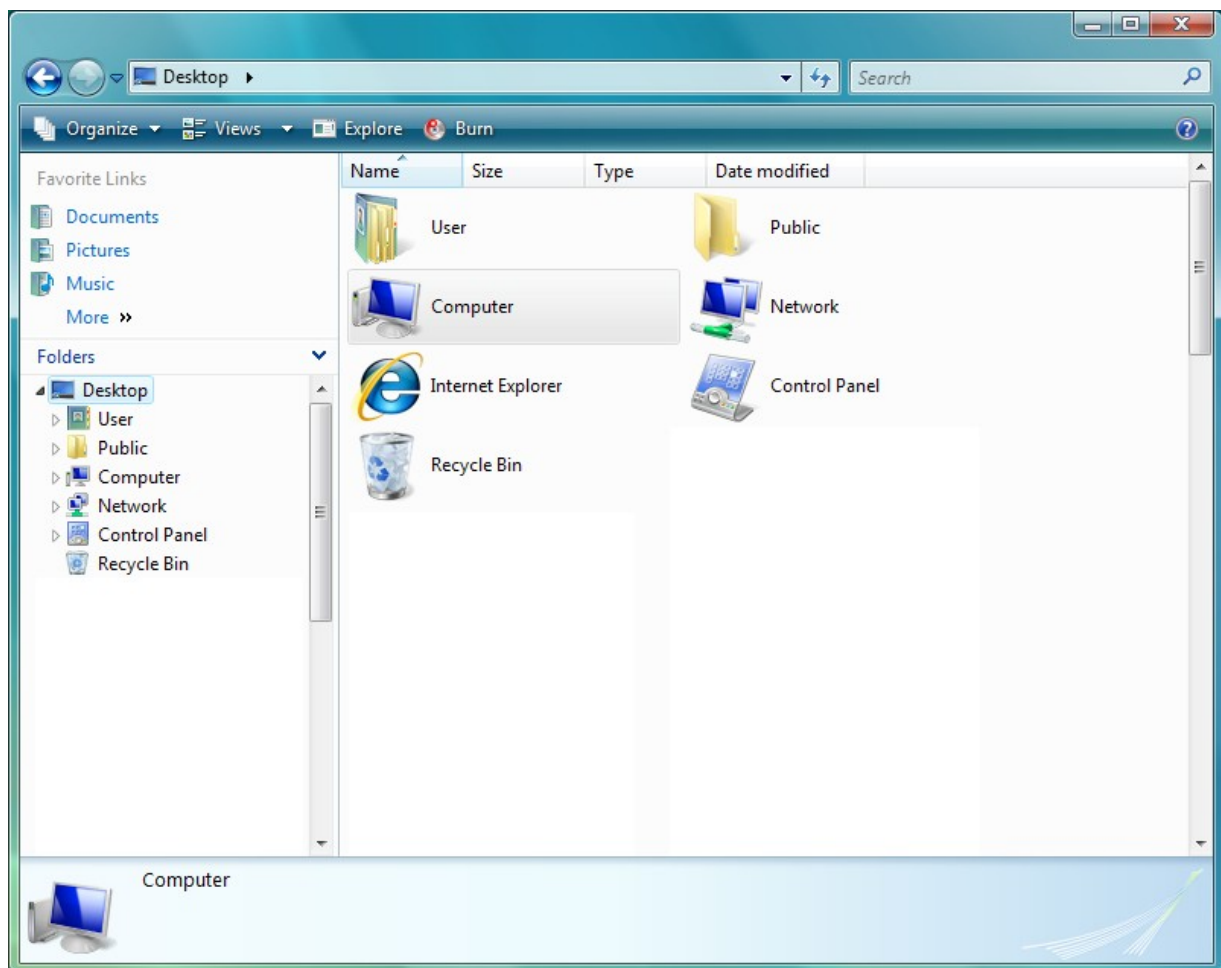 Desktop
Search
Organize Views Explore Burn
Favorite Links
Documents
Pictures
Music
More
Folders
Desktop
User
Public
Computer
Network
Control Panel
Recycle Bin
Name Size Type Date modified
User Public
Computer Network
Internet Explorer Control Panel
Recycle Bin
Computer